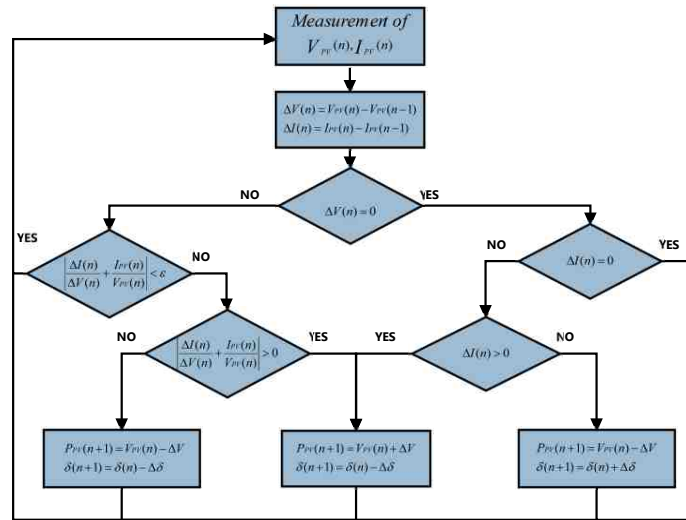 Measurement of
V_PV(n), I_PV(n)
ΔV(n) = V_PV(n) − V_PV(n−1)
ΔI(n) = I_PV(n) − I_PV(n−1)
NO
YES
ΔV(n) = 0
YES
NO
NO
YES
|ΔI(n)/ΔV(n) + I_PV(n)/V_PV(n)| < ε
ΔI(n) = 0
NO
YES
YES
NO
|ΔI(n)/ΔV(n) + I_PV(n)/V_PV(n)| > 0
ΔI(n) > 0
P_PV(n+1) = V_PV(n) − ΔV
δ(n+1) = δ(n) − Δδ
P_PV(n+1) = V_PV(n) + ΔV
δ(n+1) = δ(n) − Δδ
P_PV(n+1) = V_PV(n) − ΔV
δ(n+1) = δ(n) + Δδ